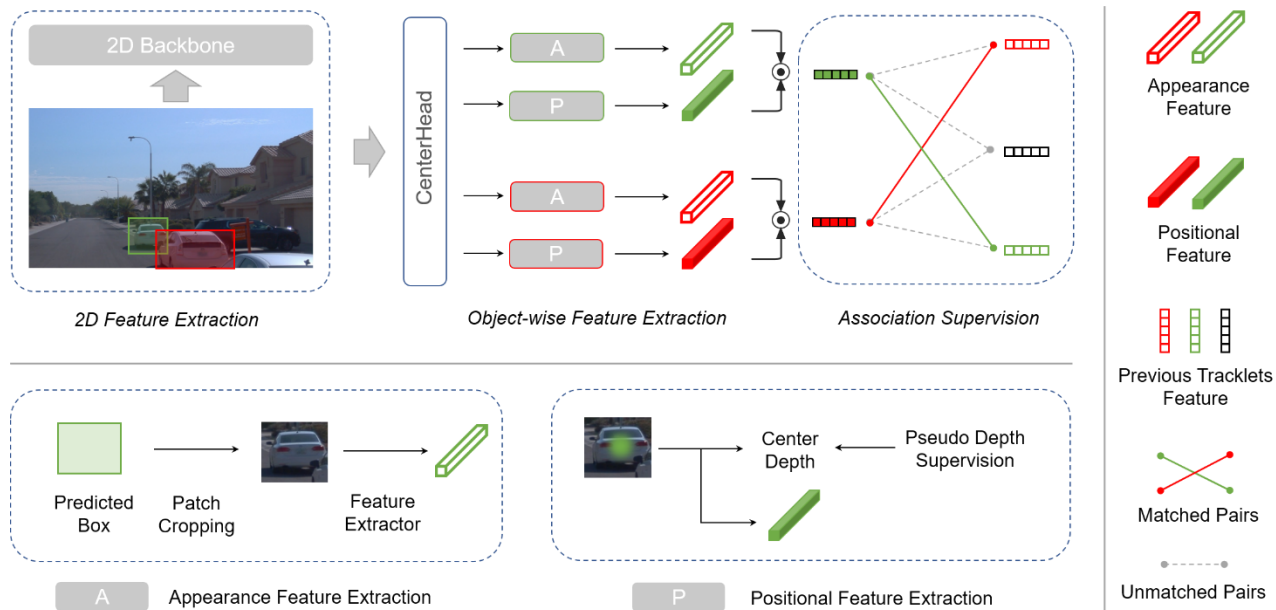 2D Backbone
CenterHead
A
P
A
P
2D Feature Extraction
Object-wise Feature Extraction
Association Supervision
Predicted
Box
Patch
Cropping
Feature
Extractor
A
Appearance Feature Extraction
Center
Depth
Pseudo Depth
Supervision
P
Positional Feature Extraction
Appearance
Feature
Positional
Feature
Previous Tracklets
Feature
Matched Pairs
Unmatched Pairs